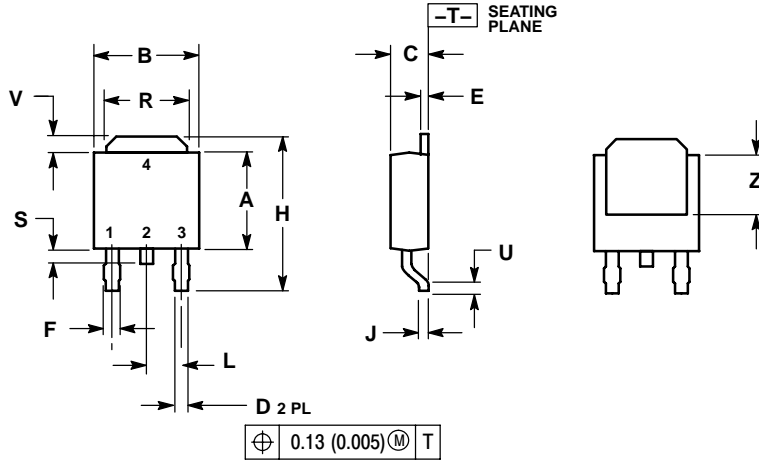 –T– SEATING PLANE
B
C
V
R
E
4
A
H
Z
S
1 2 3
U
F
J
L
D 2 PL
⌖ 0.13 (0.005) Ⓜ T